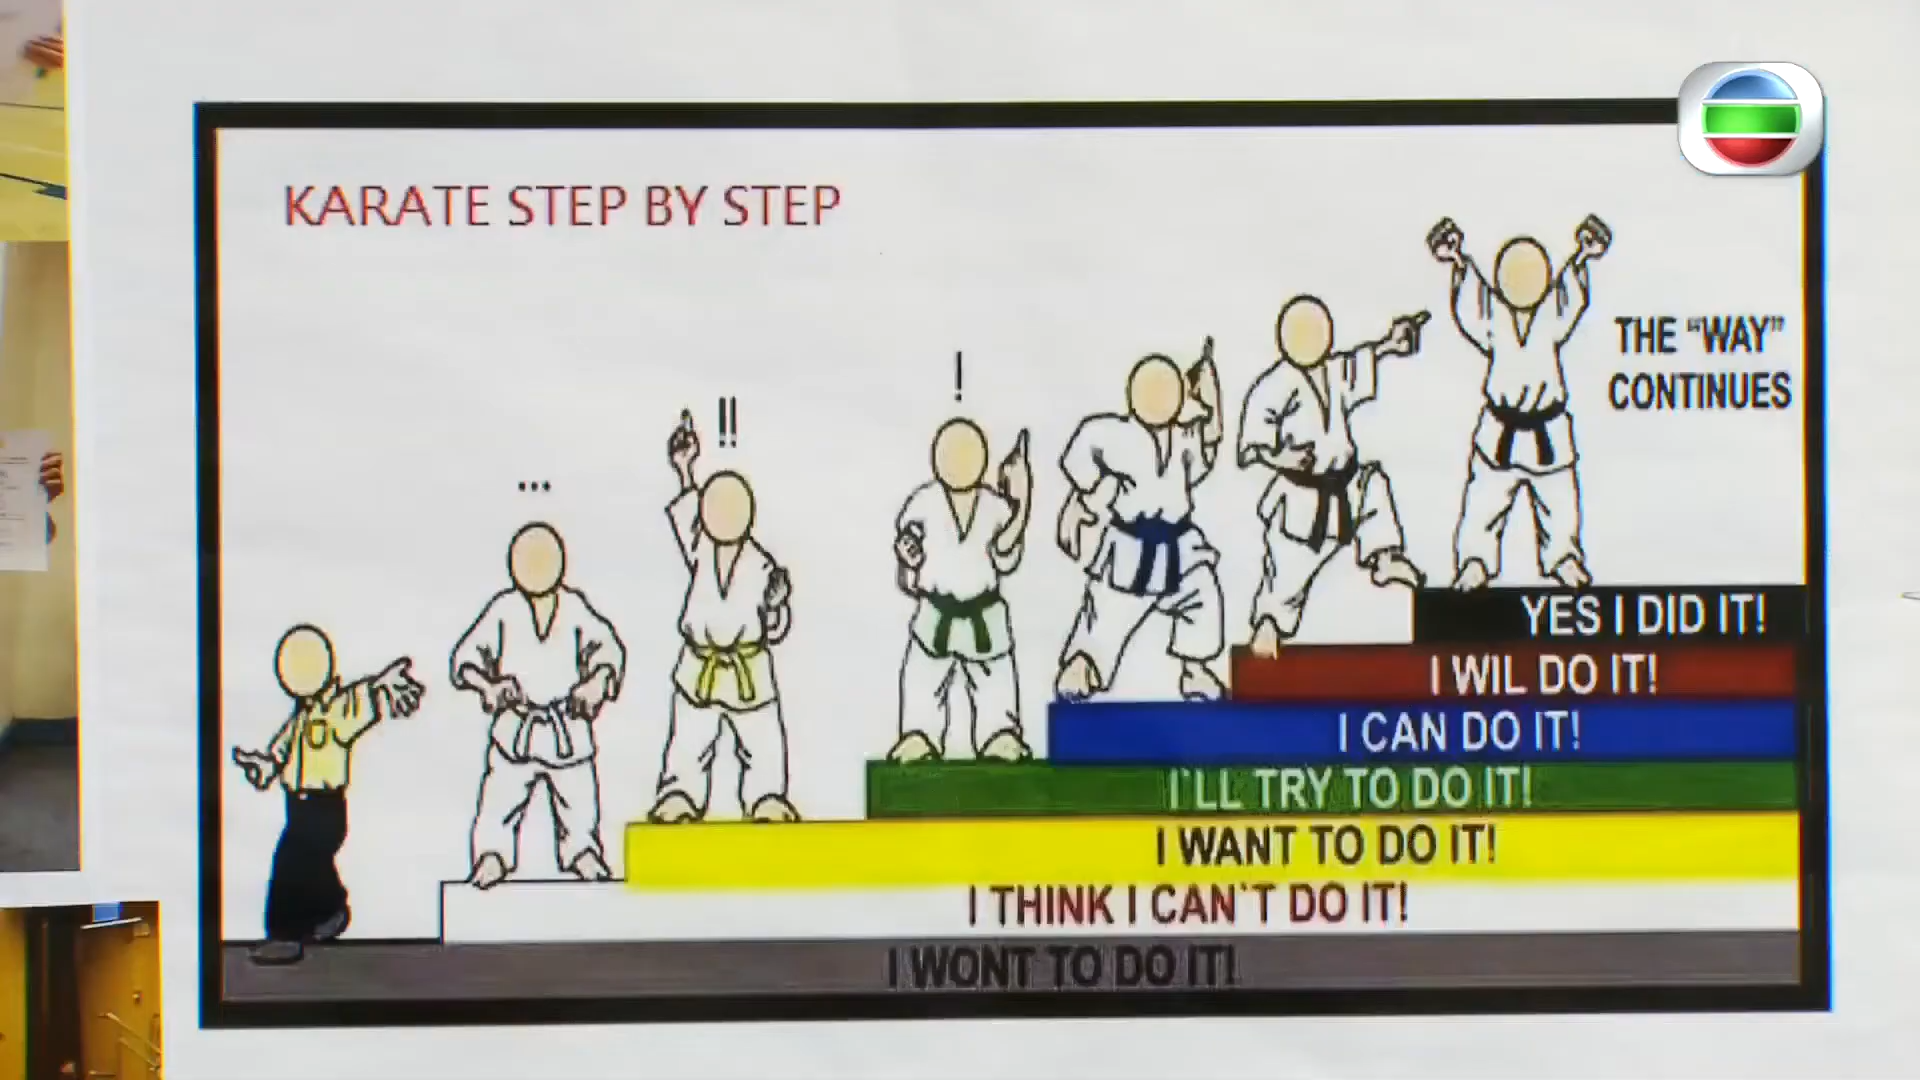 KARATE STEP BY STEP
THE “WAY”
CONTINUES
...
!!
!
YES I DID IT!
I WIL DO IT!
I CAN DO IT!
I`LL TRY TO DO IT!
I WANT TO DO IT!
I THINK I CAN`T DO IT!
I WONT TO DO IT!